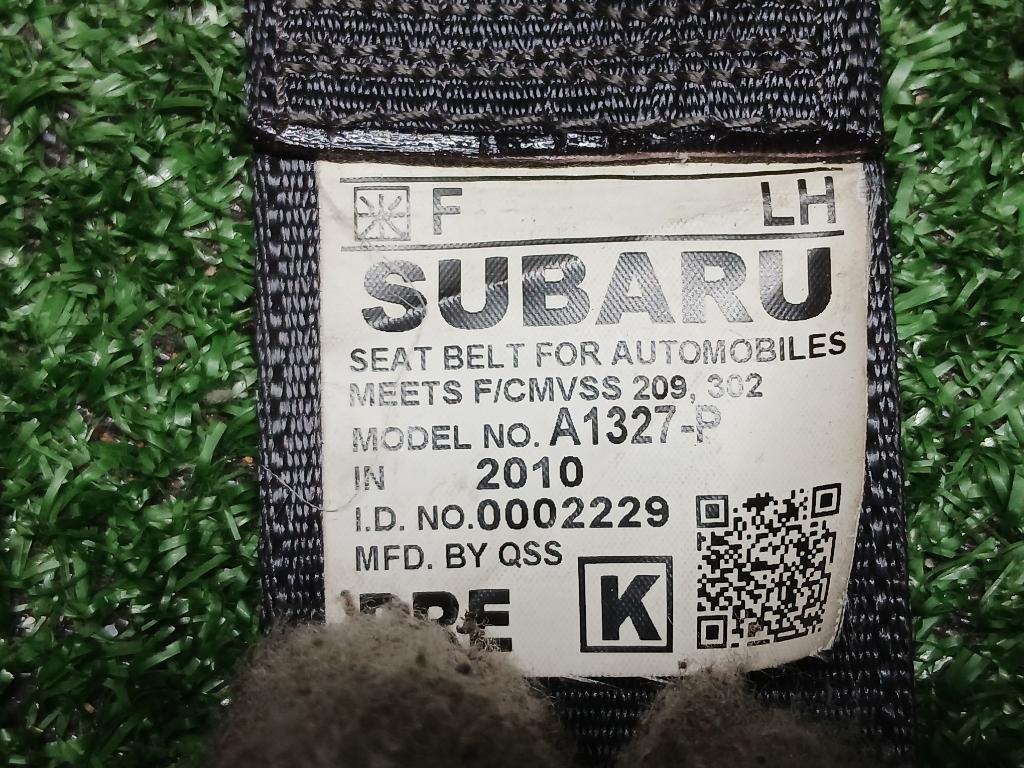 F LH
SUBARU
SEAT BELT FOR AUTOMOBILES
MEETS F/CMVSS 209, 302
MODEL NO. A1327-P
IN 2010
I.D. NO.0002229
MFD. BY QSS
K